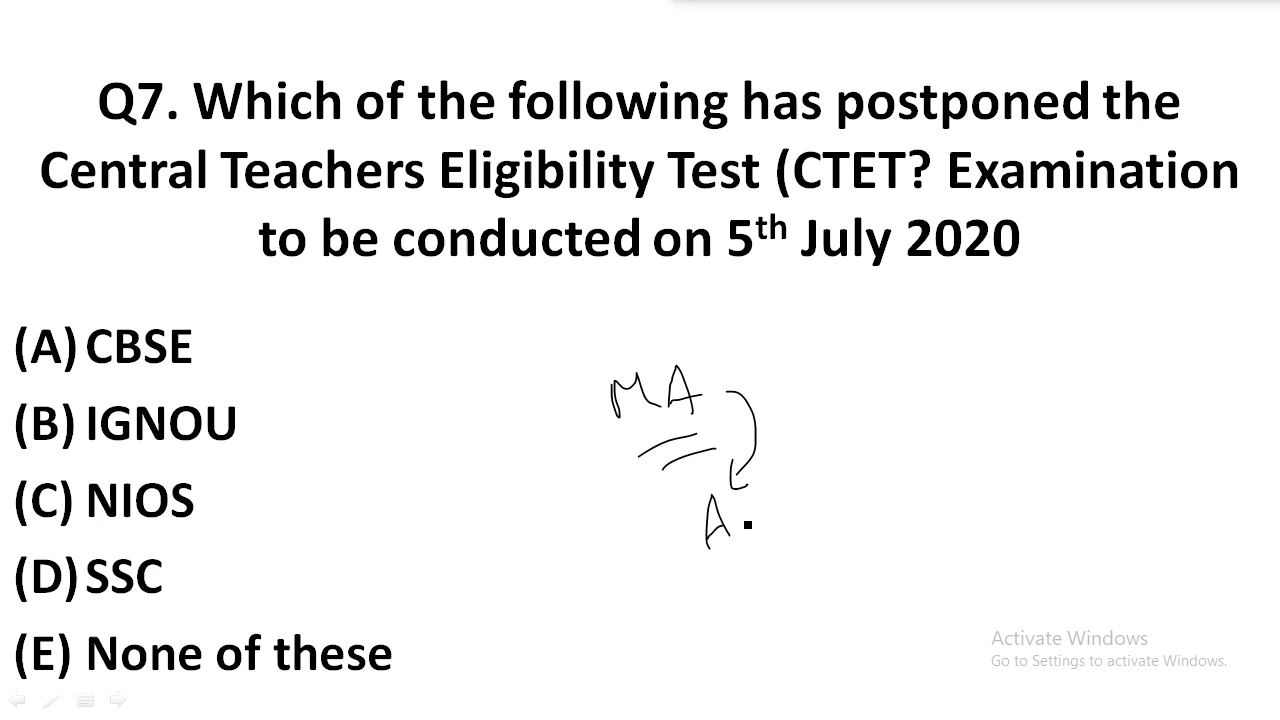 Q7. Which of the following has postponed the
Central Teachers Eligibility Test (CTET? Examination
to be conducted on 5th July 2020
(A) CBSE
(B) IGNOU
(C) NIOS
(D) SSC
(E) None of these
MA
A
Activate Windows
Go to Settings to activate Windows.